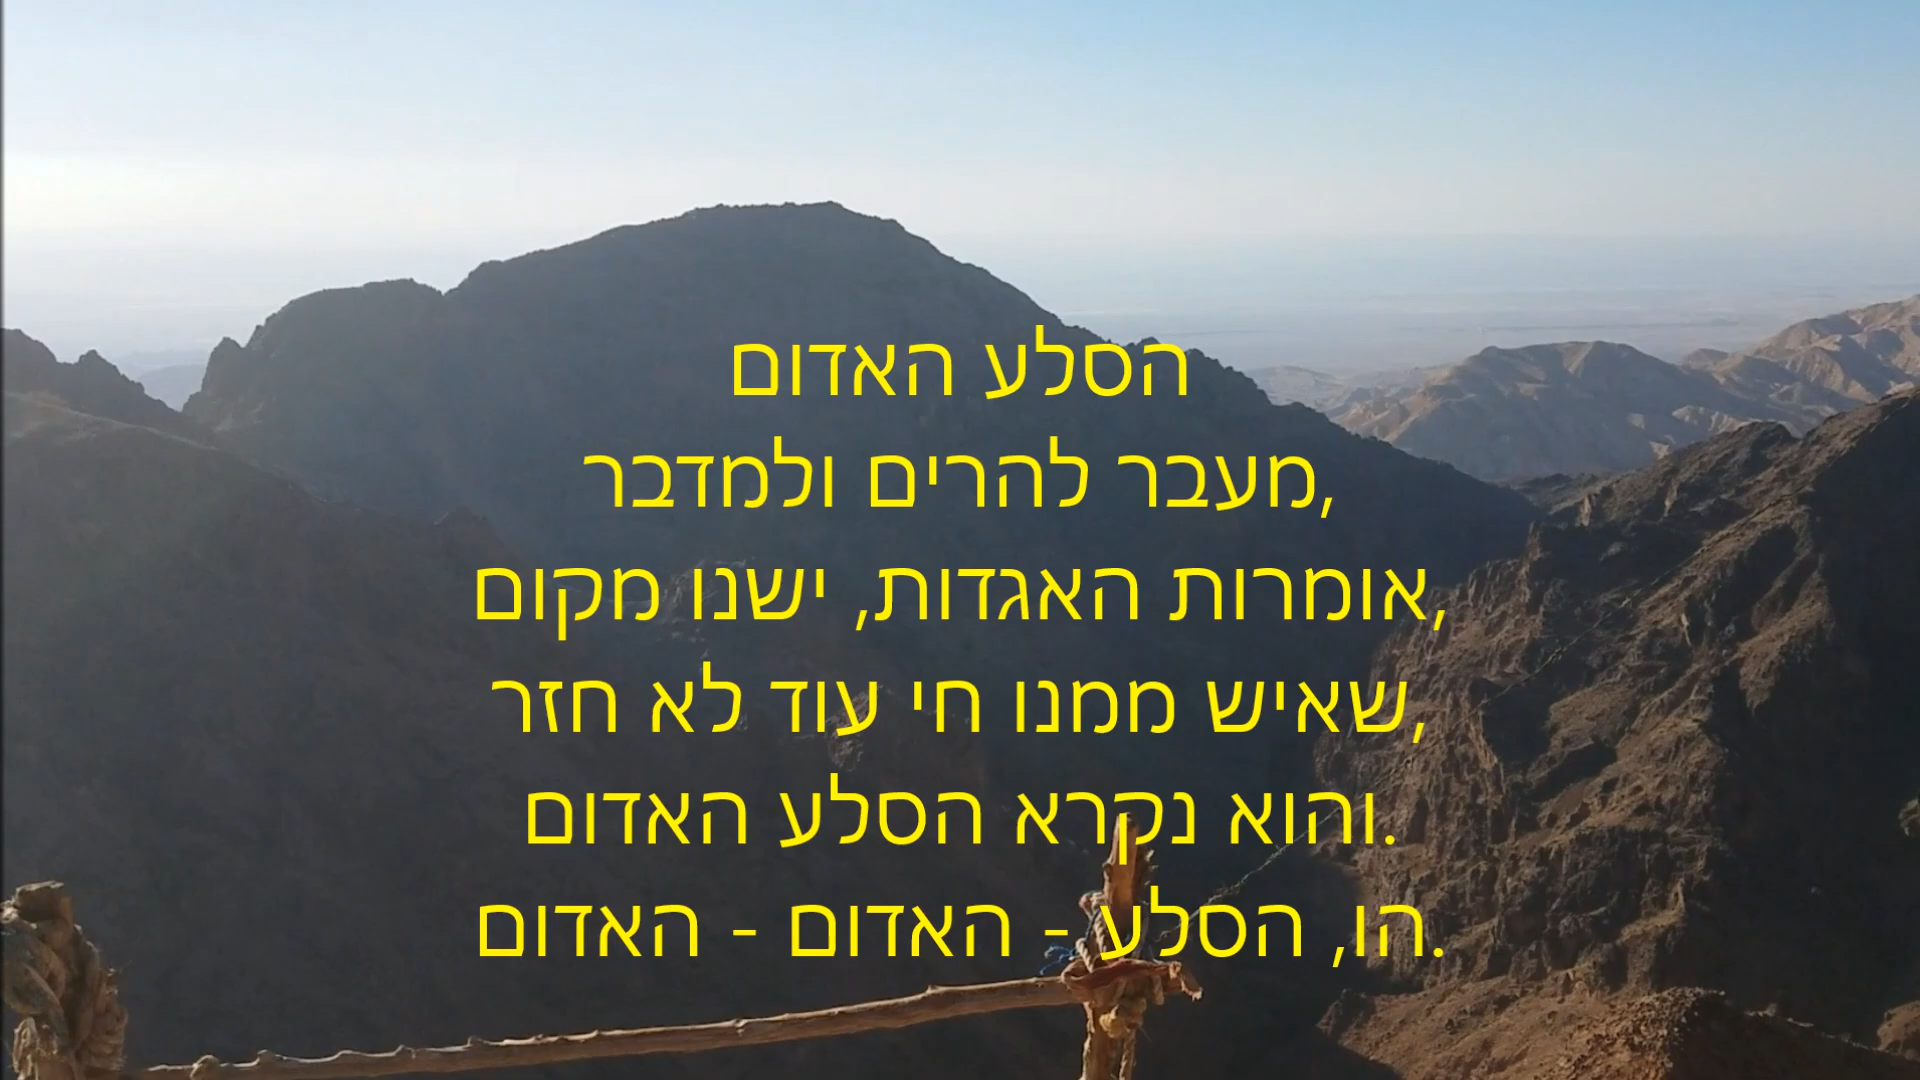 הסלע האדום
מעבר להרים ולמדבר,
אומרות האגדות, ישנו מקום,
שאיש ממנו חי עוד לא חזר,
והוא נקרא הסלע האדום.
הו, הסלע - האדום - האדום.